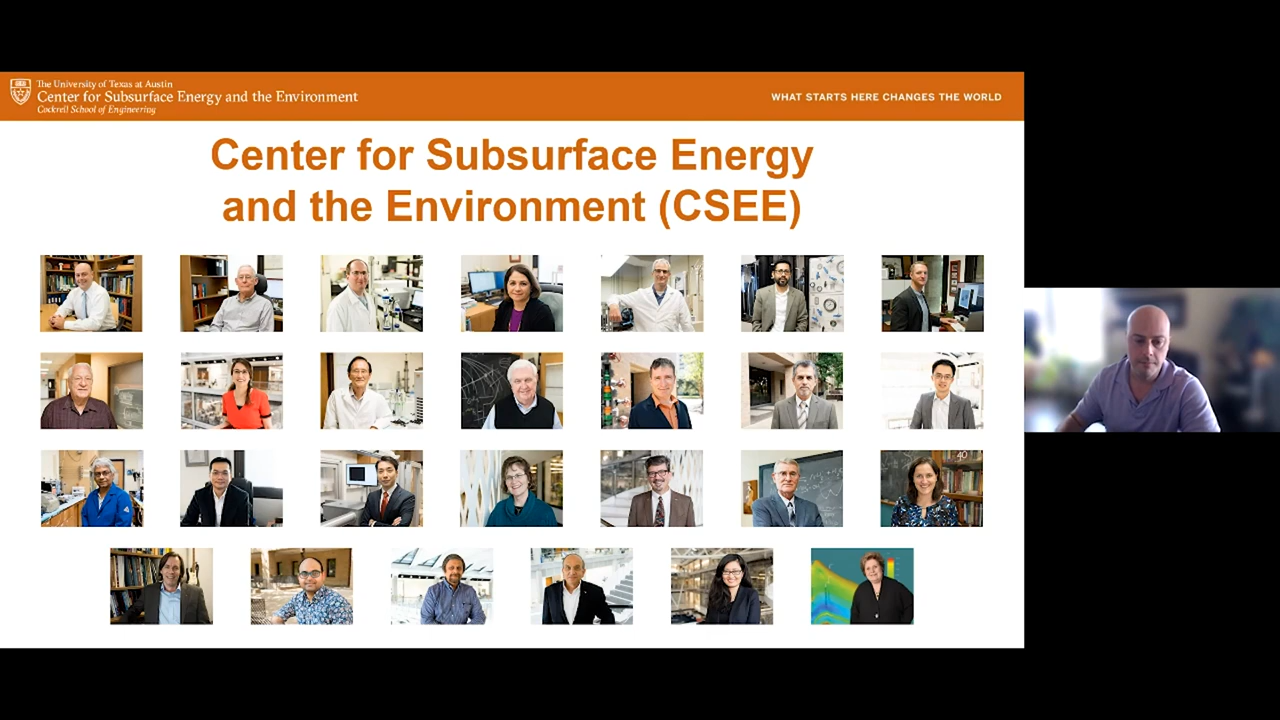 The University of Texas at Austin
Center for Subsurface Energy and the Environment
Cockrell School of Engineering
WHAT STARTS HERE CHANGES THE WORLD
Center for Subsurface Energy
and the Environment (CSEE)
40